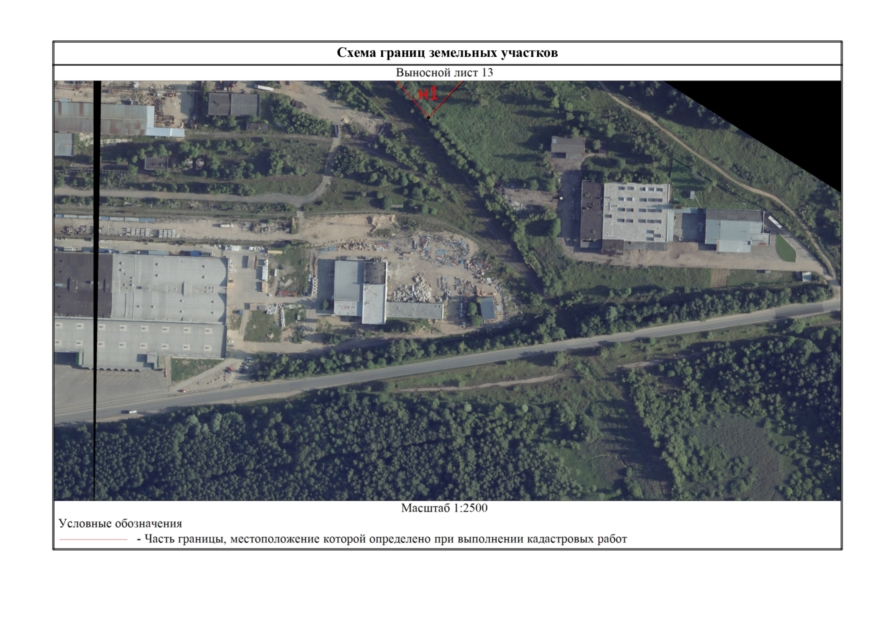 Схема границ земельных участков
Выносной лист 13
н1
Масштаб 1:2500
Условные обозначения
- Часть границы, местоположение которой определено при выполнении кадастровых работ